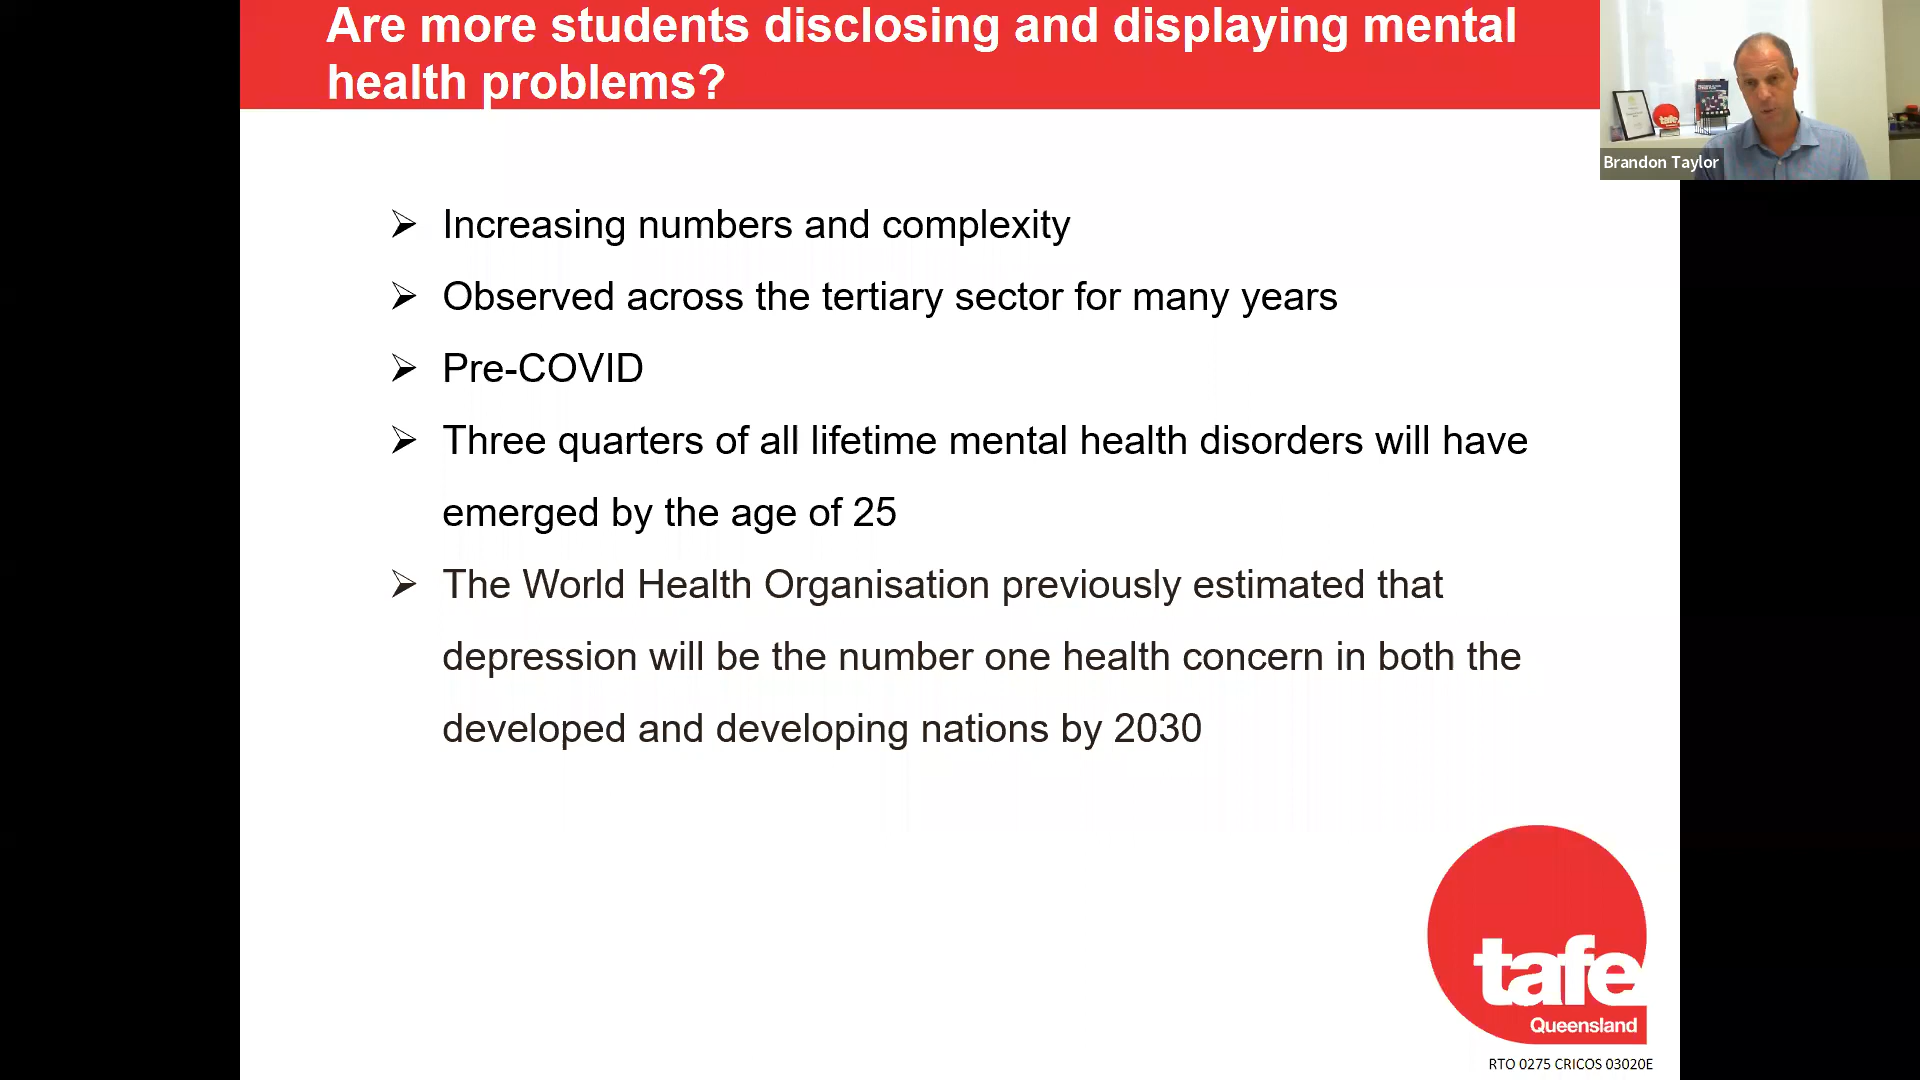 Are more students disclosing and displaying mental
health problems?
Brandon Taylor
tafe
➢ Increasing numbers and complexity
➢ Observed across the tertiary sector for many years
➢ Pre-COVID
➢ Three quarters of all lifetime mental health disorders will have
emerged by the age of 25
➢ The World Health Organisation previously estimated that
depression will be the number one health concern in both the
developed and developing nations by 2030
tafe
Queensland
RTO 0275 CRICOS 03020E